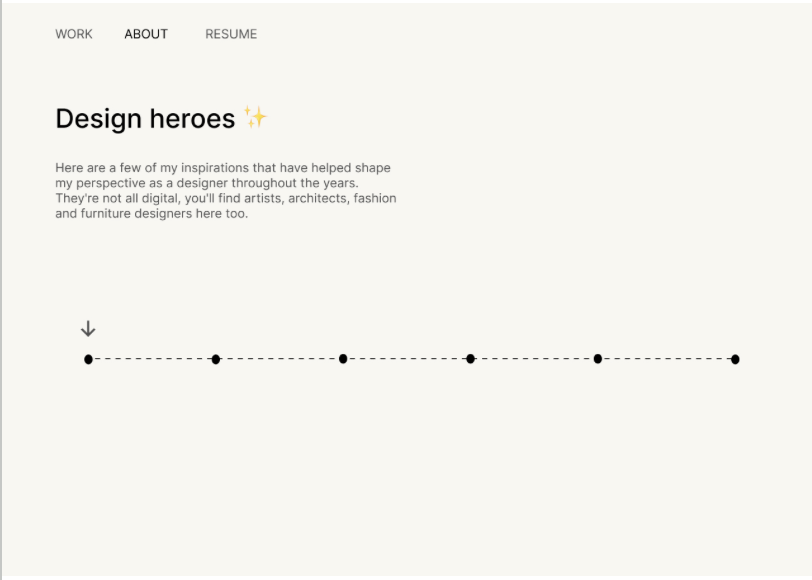 WORK ABOUT RESUME
Design heroes ✨
Here are a few of my inspirations that have helped shape
my perspective as a designer throughout the years.
They're not all digital, you'll find artists, architects, fashion
and furniture designers here too.